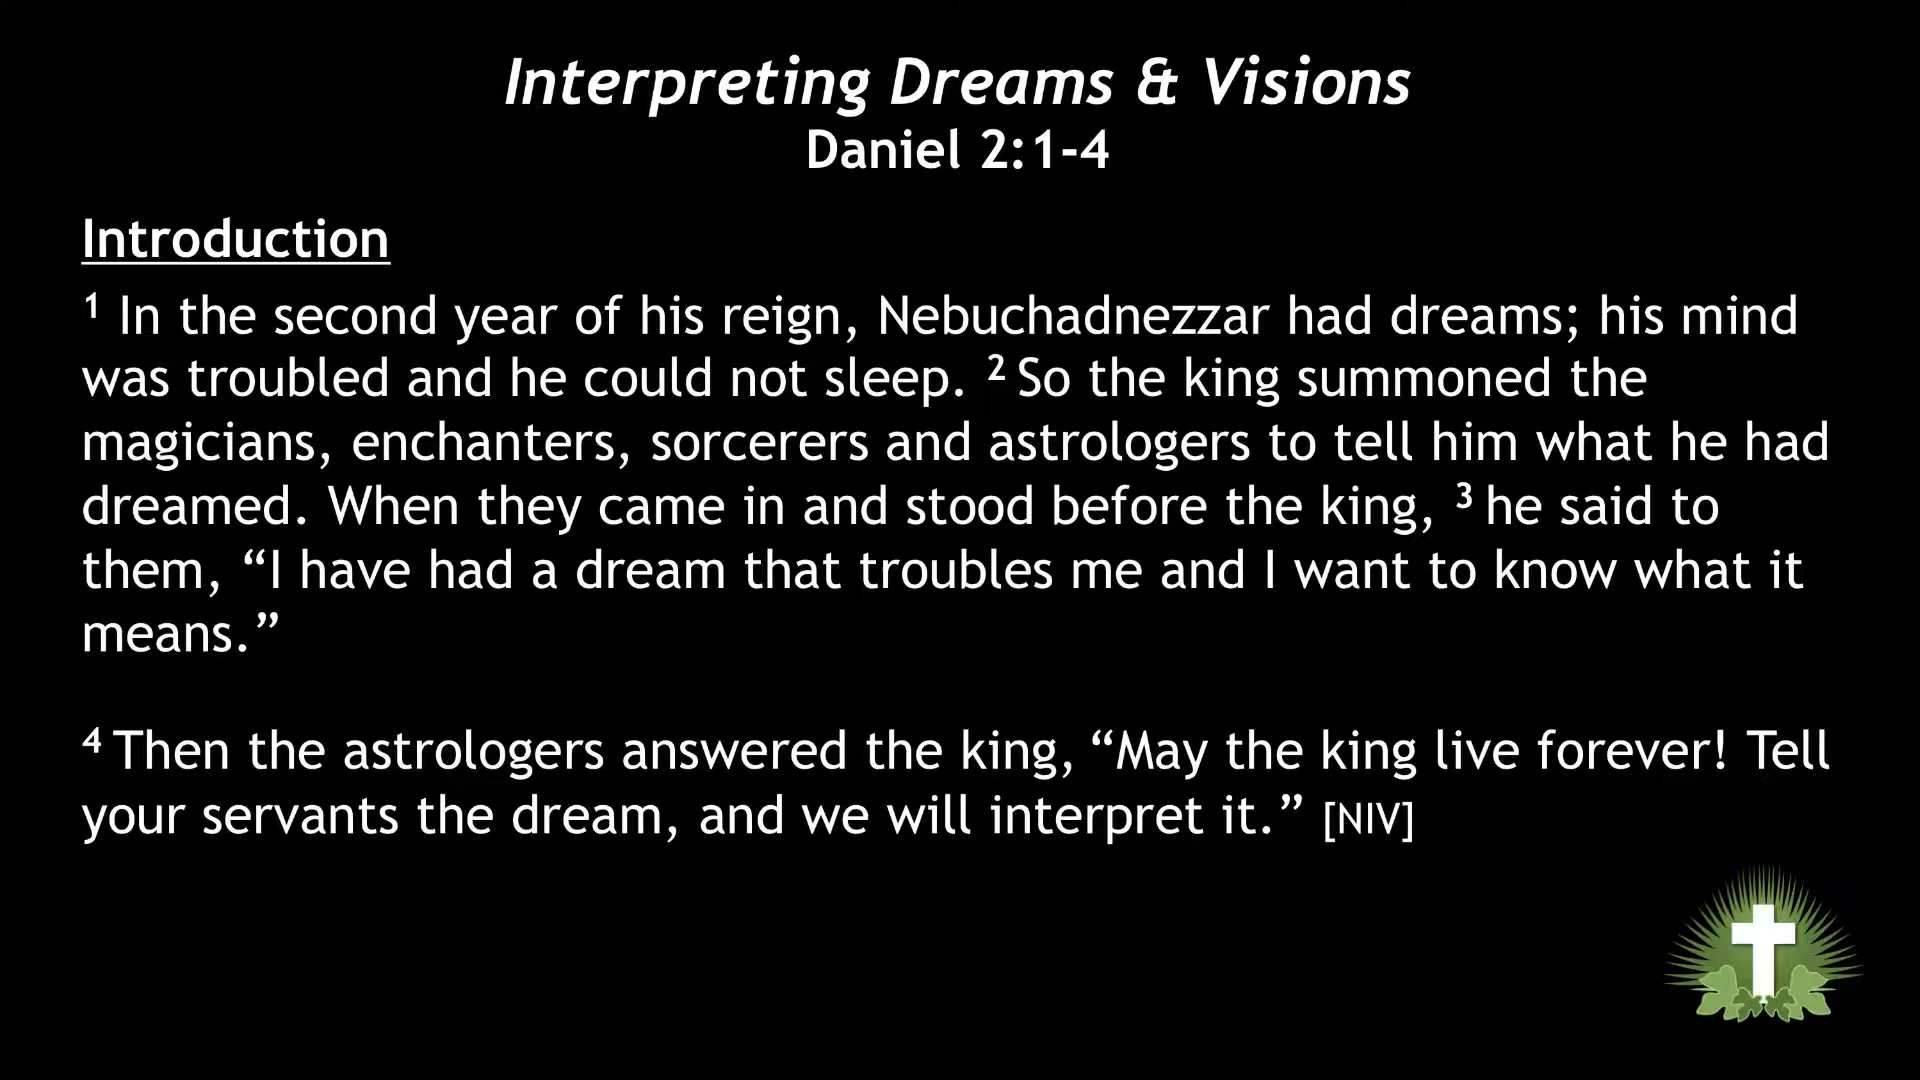 Interpreting Dreams & Visions
Daniel 2:1-4
Introduction
1 In the second year of his reign, Nebuchadnezzar had dreams; his mind
was troubled and he could not sleep. 2 So the king summoned the
magicians, enchanters, sorcerers and astrologers to tell him what he had
dreamed. When they came in and stood before the king, 3 he said to
them, “I have had a dream that troubles me and I want to know what it
means.”
4 Then the astrologers answered the king, “May the king live forever! Tell
your servants the dream, and we will interpret it.” [NIV]